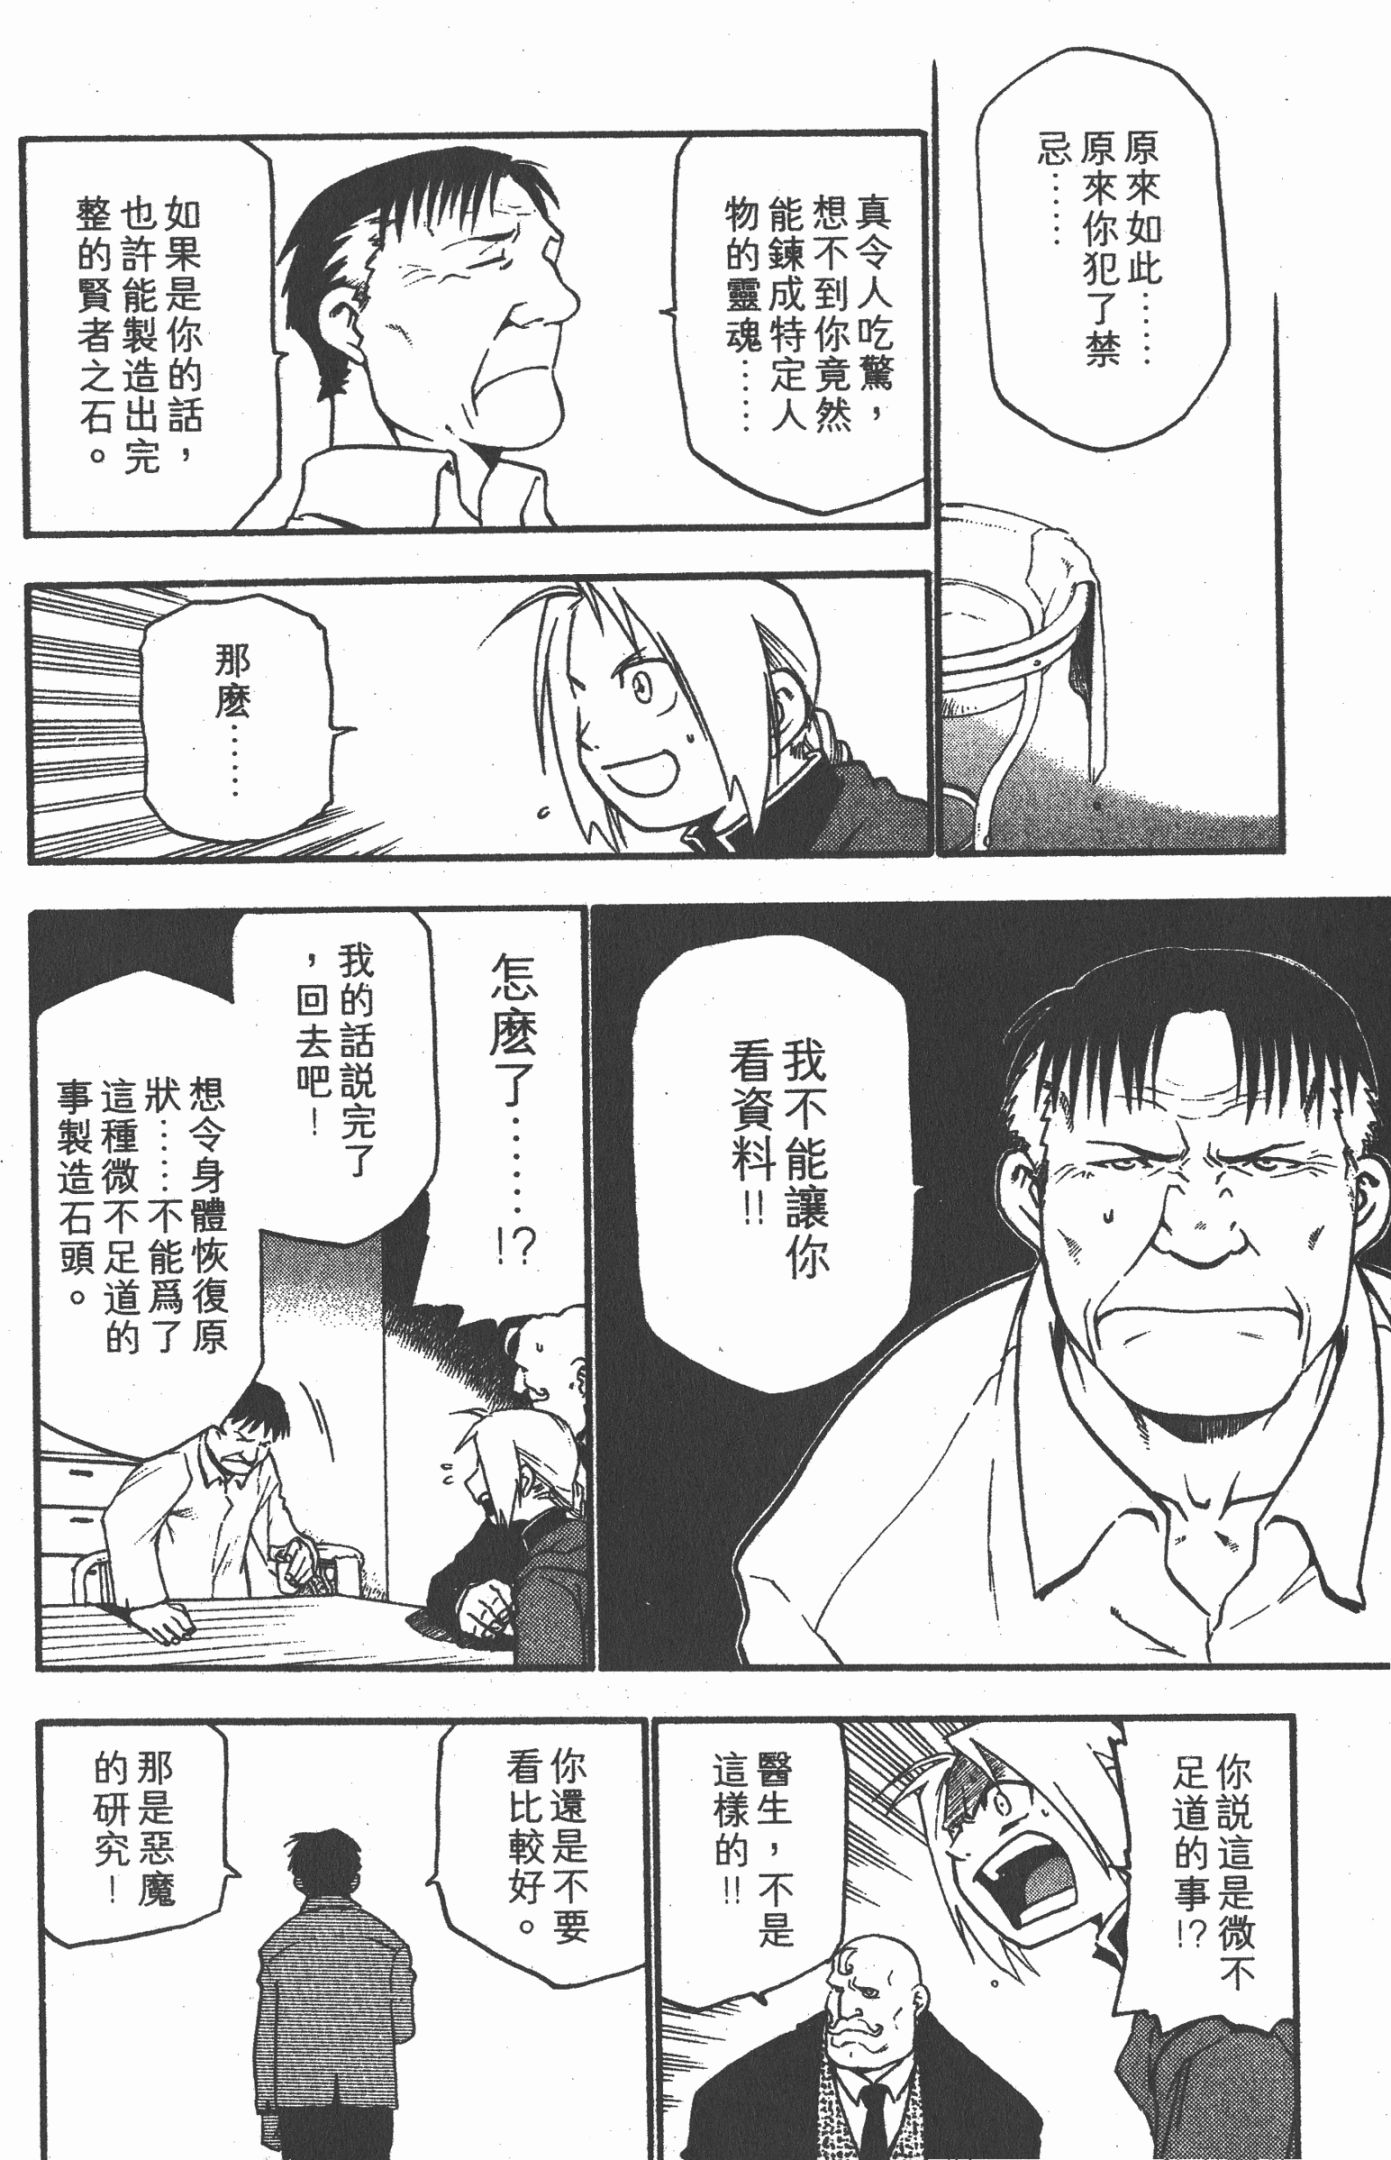 原來如此……
原來你犯了禁
忌……
真令人吃驚，
想不到你竟然
能鍊成特定人
物的靈魂……
如果是你的話，
也許能製造出完
整的賢者之石。
那麼……
我不能讓你
看資料!!
怎麼了……!?
我的話說完了
，回去吧！
想令身體恢復原
狀……不能爲了
這種微不足道的
事製造石頭。
你說這是微不
足道的事!?
醫生，不是
這樣的!!
你還是不要
看比較好。
那是惡魔
的研究！